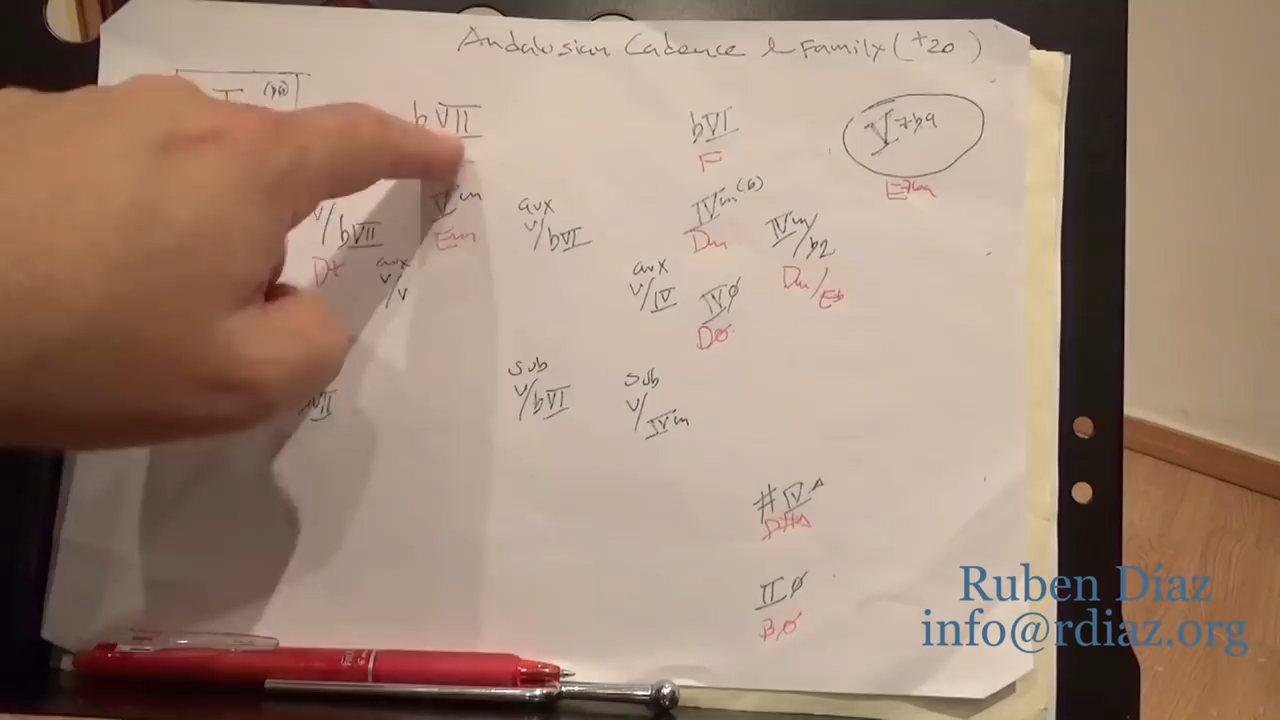 Andalusian Cadence & Family (+20)
bVII
bVI
V7b9
F
E7b9
Vm
aux
IVm(6)
V/bVII
Em
V/bVI
Dm
IVm/b2
D7
aux
V/V
aux
V/IV
IVø
Dm/Eb
Dø
sub
V/bVI
sub
V/IVm
#IVΔ
D#Δ
IIø
Bø
Ruben Díaz
info@rdiaz.org